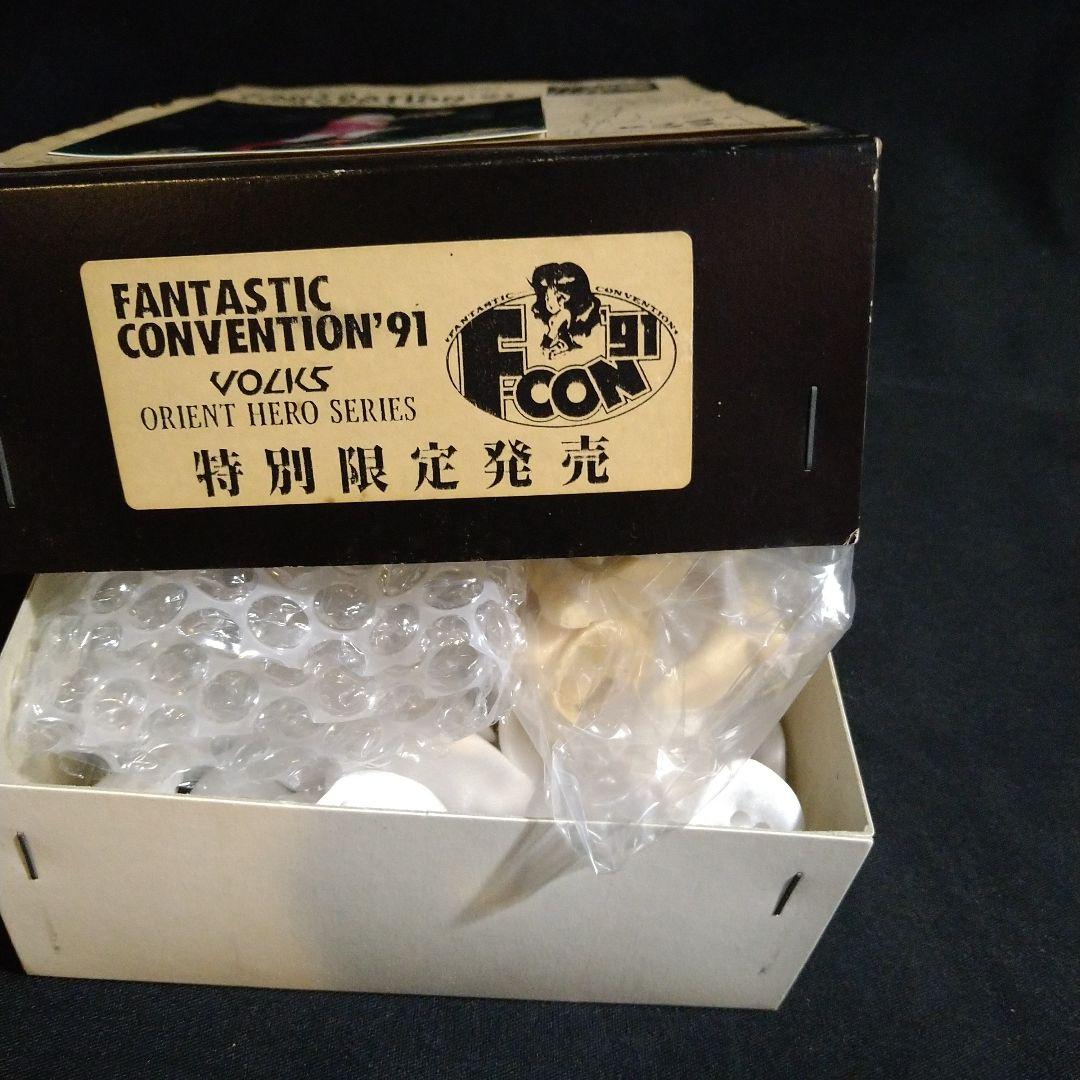 FANTASTIC
CONVENTION'91
VOLKS
ORIENT HERO SERIES
特別限定発売
FANTASTIC CONVENTION
F-CON '91